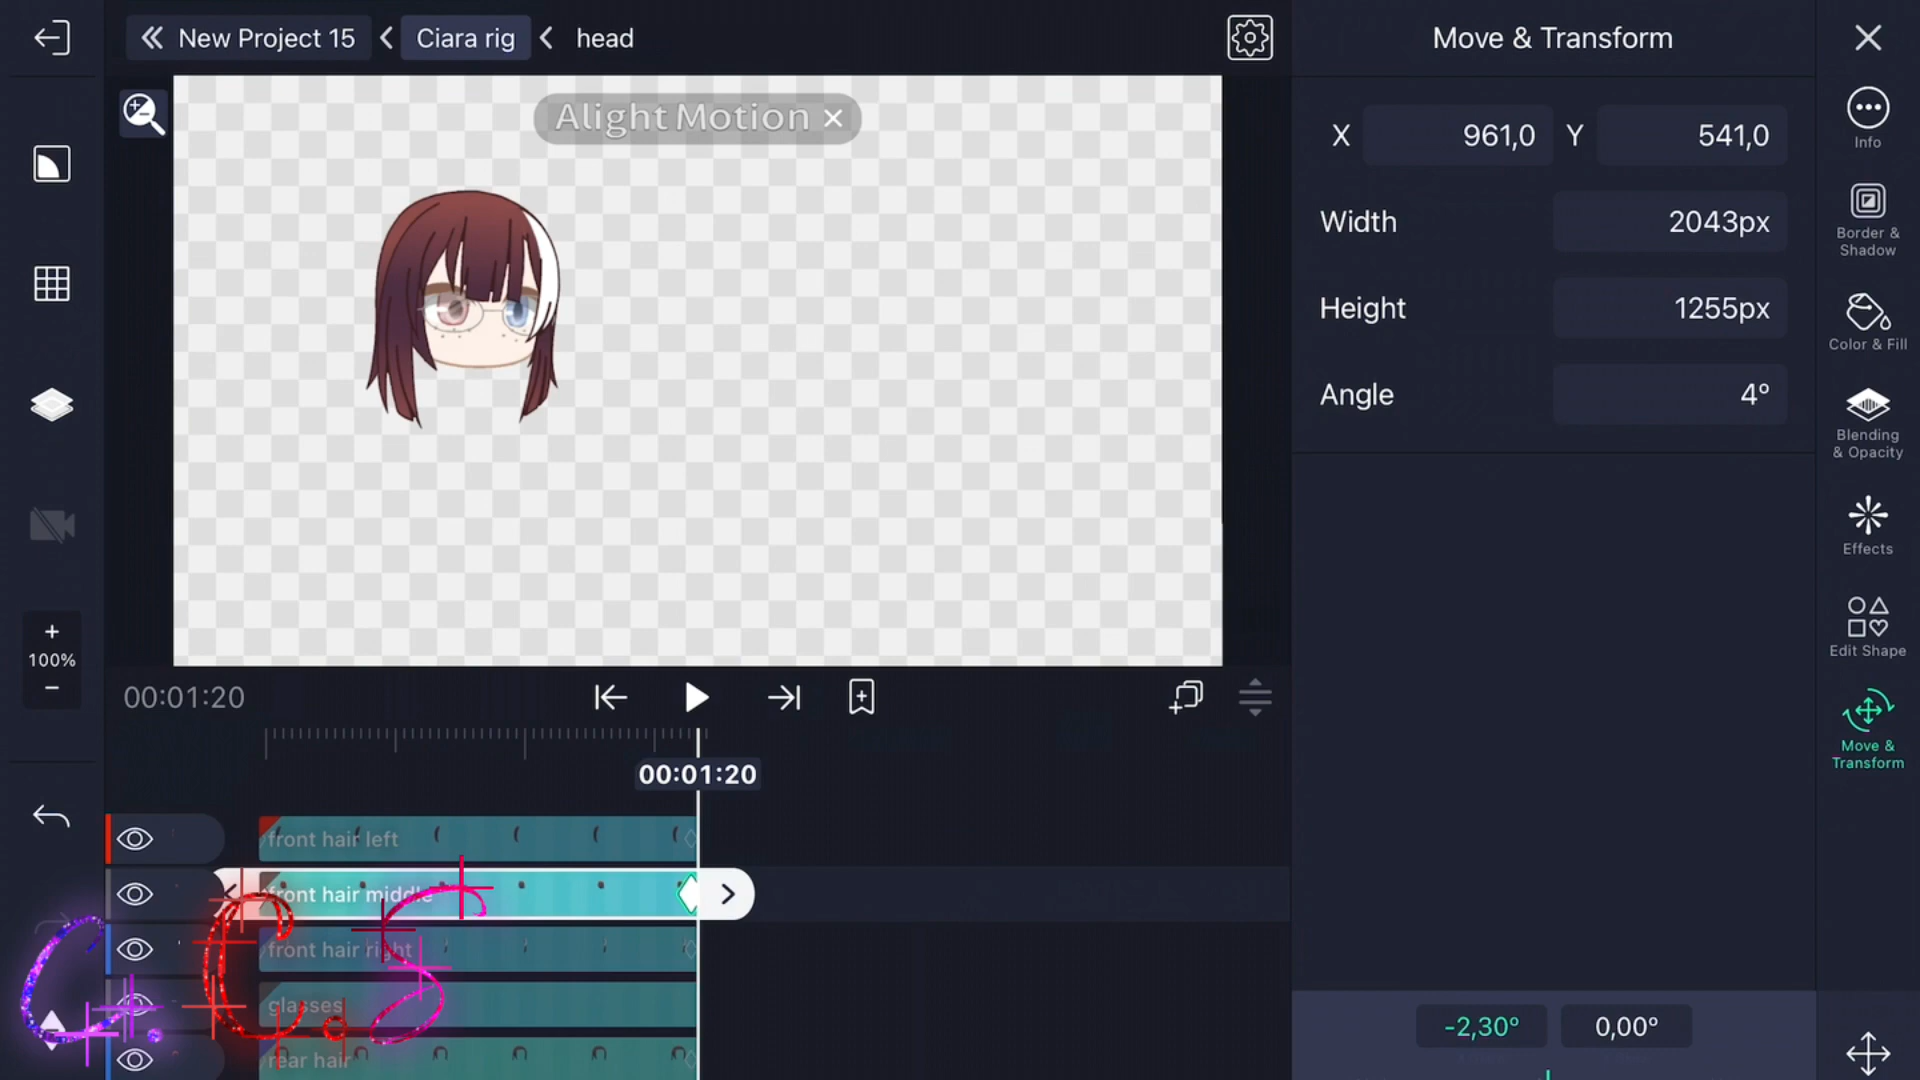 New Project 15
Ciara rig
head
Move & Transform
Alight Motion
X 961,0 Y 541,0
Info
Width 2043px
Border & Shadow
Height 1255px
Color & Fill
Angle 4°
Blending & Opacity
Effects
+
100%
-
Edit Shape
00:01:20
Move & Transform
00:01:20
front hair left
front hair middle
front hair right
glasses
rear hair
-2,30° 0,00°